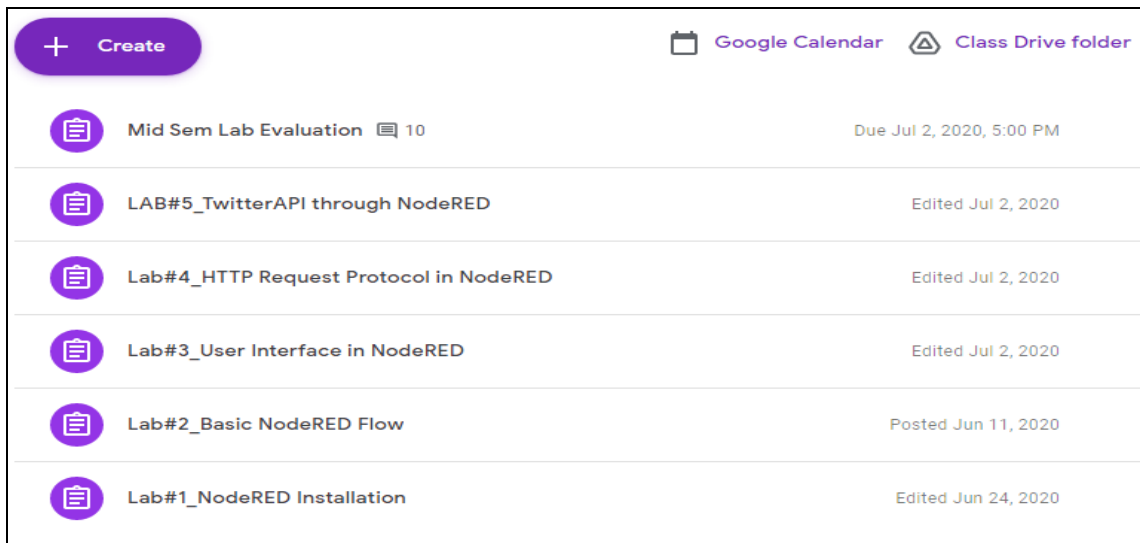 + Create Google Calendar Class Drive folder
Mid Sem Lab Evaluation 10 Due Jul 2, 2020, 5:00 PM
LAB#5_TwitterAPI through NodeRED Edited Jul 2, 2020
Lab#4_HTTP Request Protocol in NodeRED Edited Jul 2, 2020
Lab#3_User Interface in NodeRED Edited Jul 2, 2020
Lab#2_Basic NodeRED Flow Posted Jun 11, 2020
Lab#1_NodeRED Installation Edited Jun 24, 2020